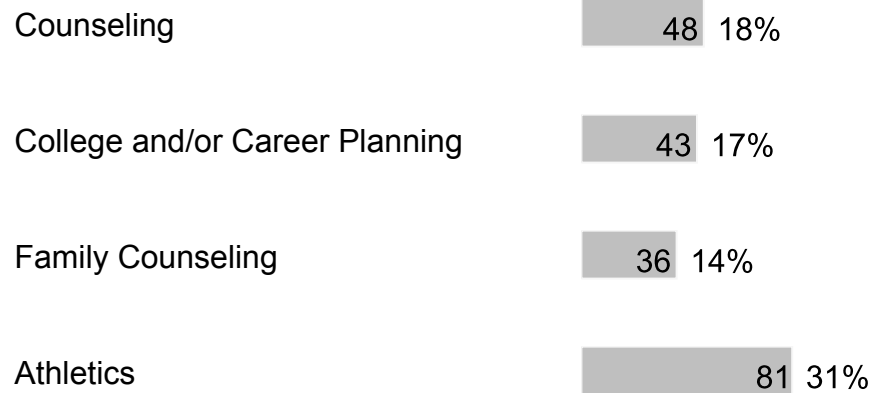 Counseling 48 18%
College and/or Career Planning 43 17%
Family Counseling 36 14%
Athletics 81 31%